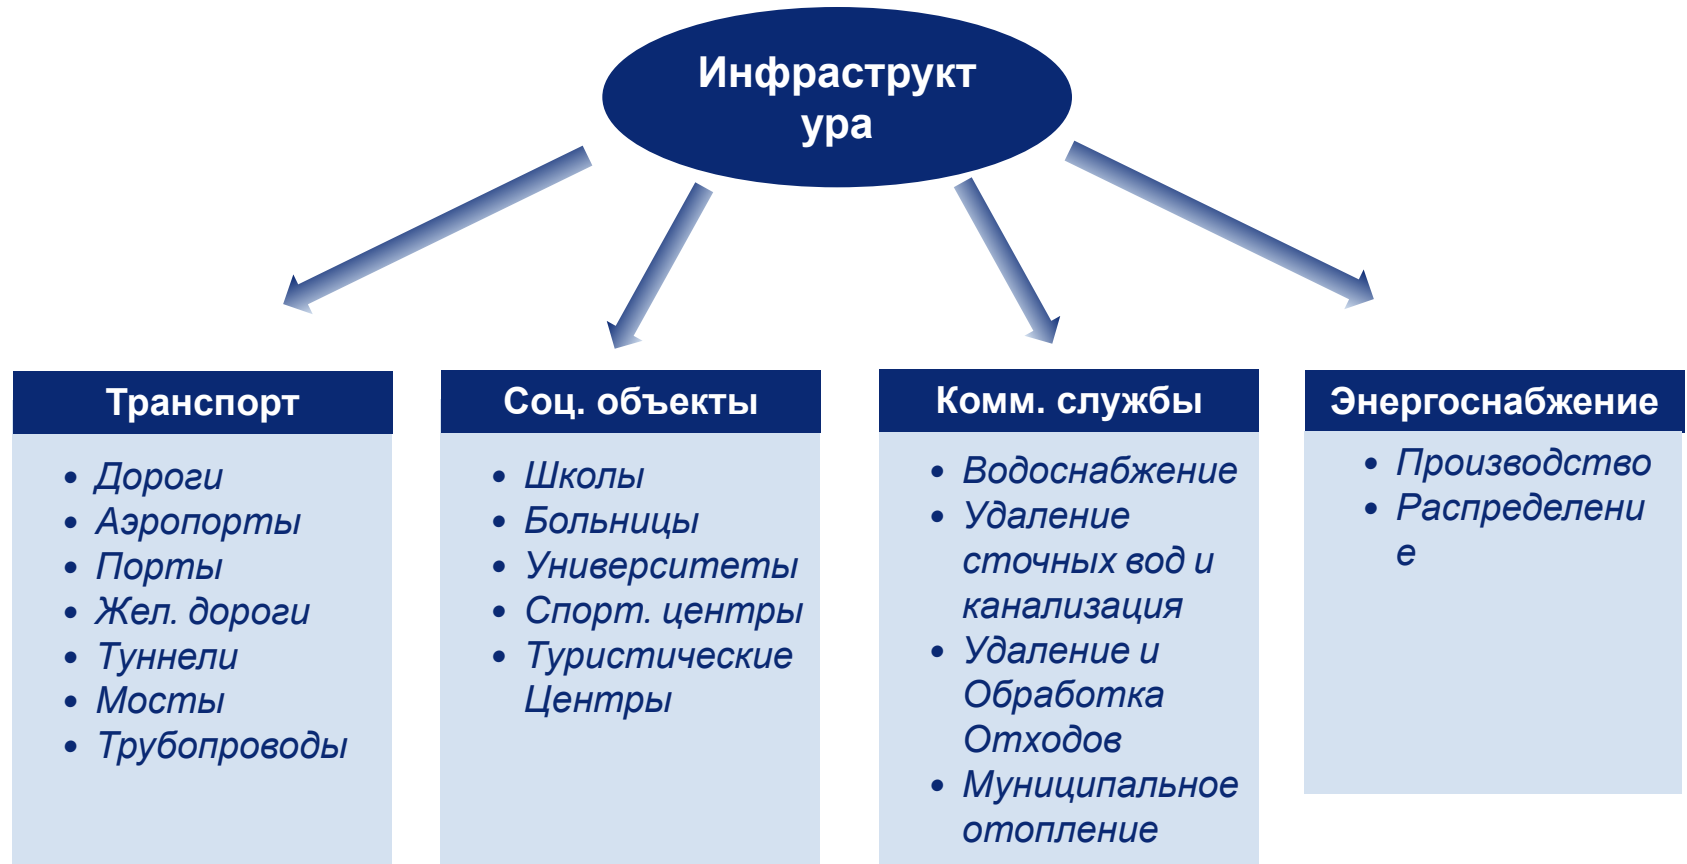 Инфраструкт
ура
Транспорт
• Дороги
• Аэропорты
• Порты
• Жел. дороги
• Туннели
• Мосты
• Трубопроводы
Соц. объекты
• Школы
• Больницы
• Университеты
• Спорт. центры
• Туристические
Центры
Комм. службы
• Водоснабжение
• Удаление
сточных вод и
канализация
• Удаление и
Обработка
Отходов
• Муниципальное
отопление
Энергоснабжение
• Производство
• Распределени
е